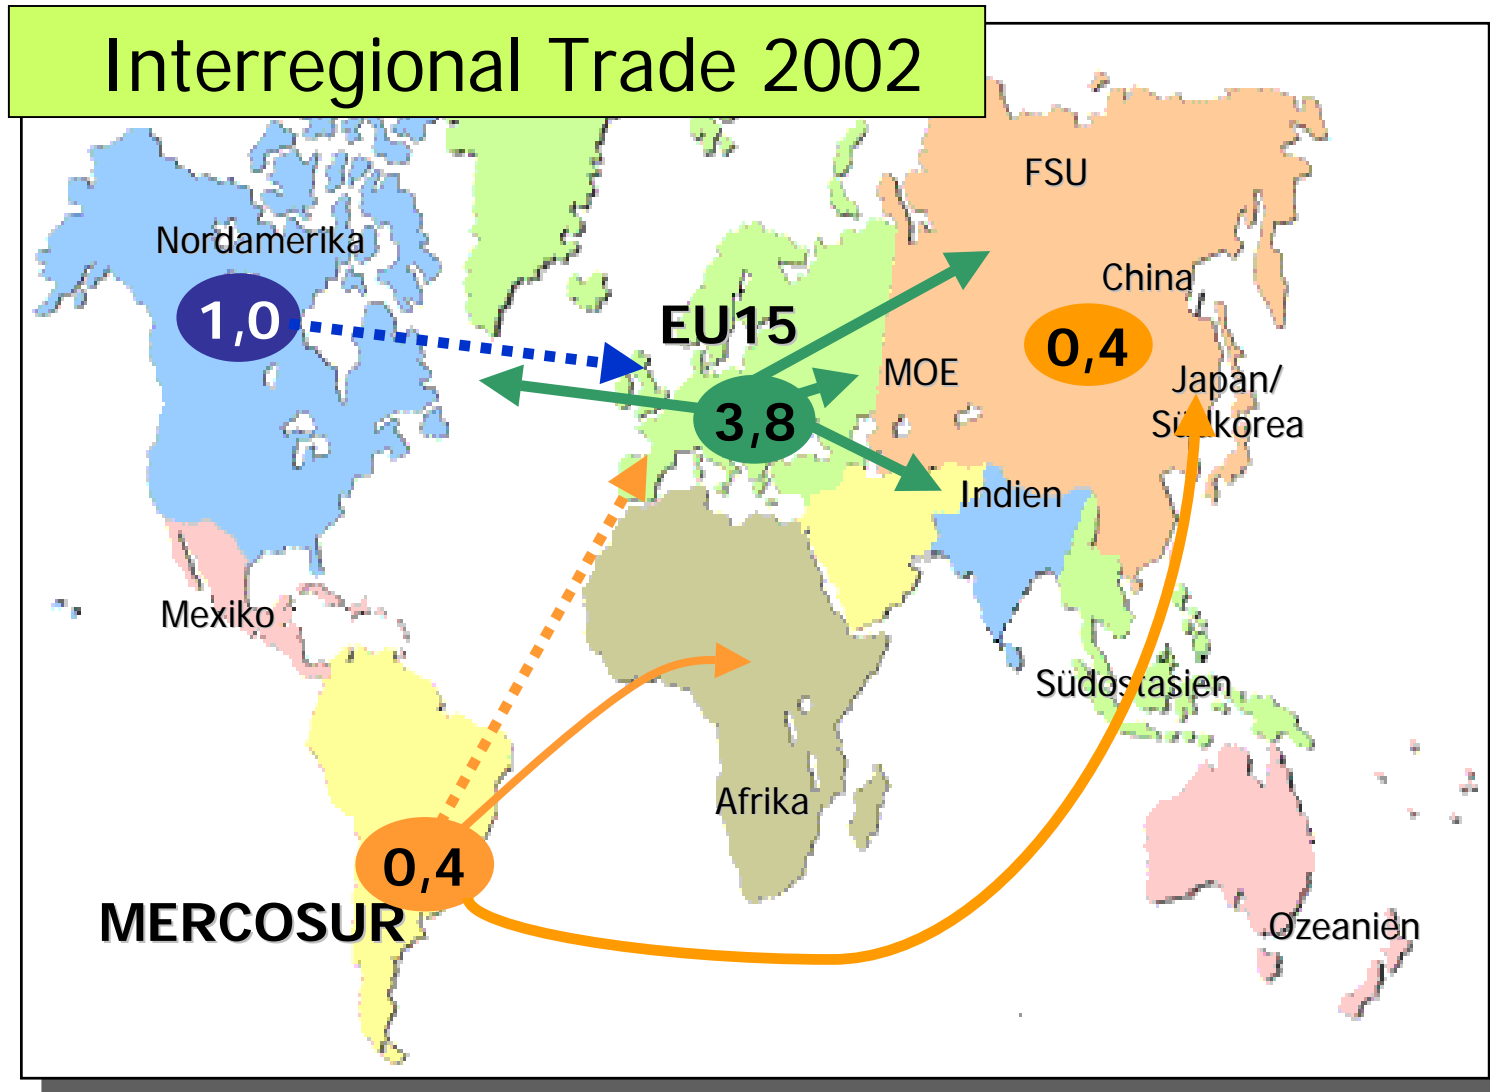 Interregional Trade 2002
FSU
Nordamerika
China
1,0
EU15
0,4
MOE
Japan/
Südkorea
3,8
Indien
Mexiko
Südostasien
Afrika
0,4
MERCOSUR
Ozeanien